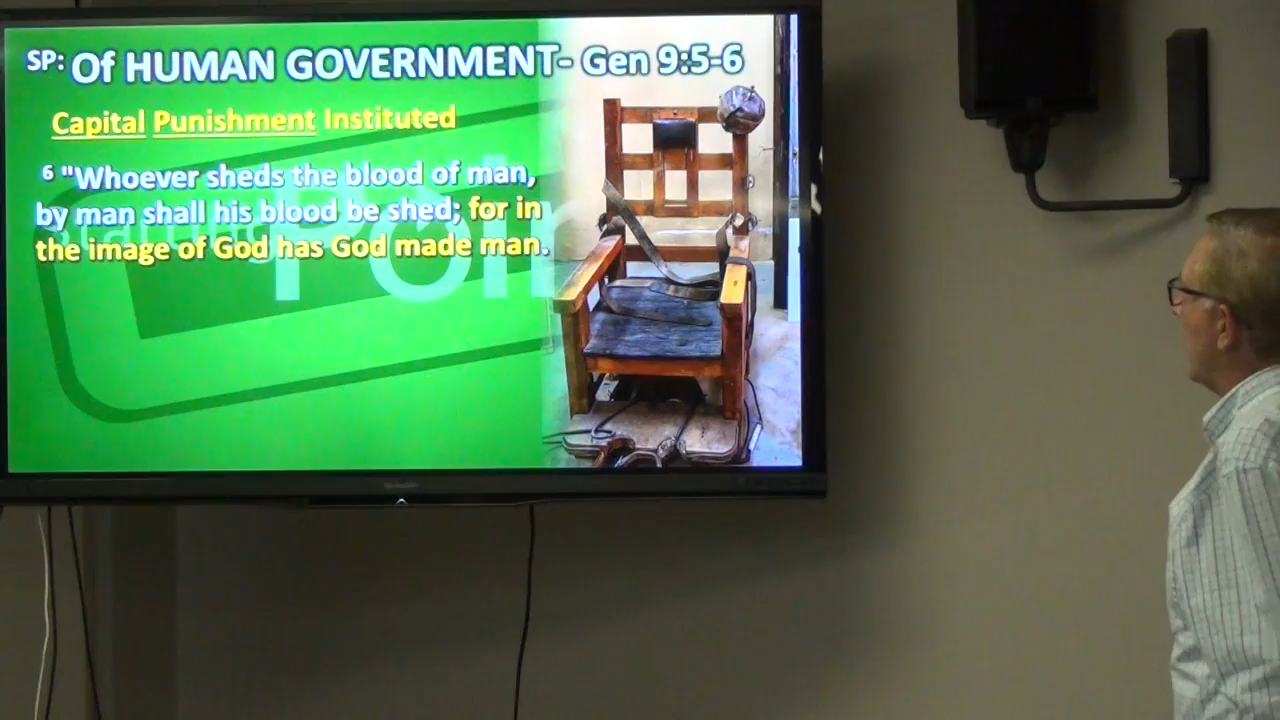 SP: Of HUMAN GOVERNMENT- Gen 9:5-6
Capital Punishment Instituted
6 "Whoever sheds the blood of man,
by man shall his blood be shed; for in
the image of God has God made man.